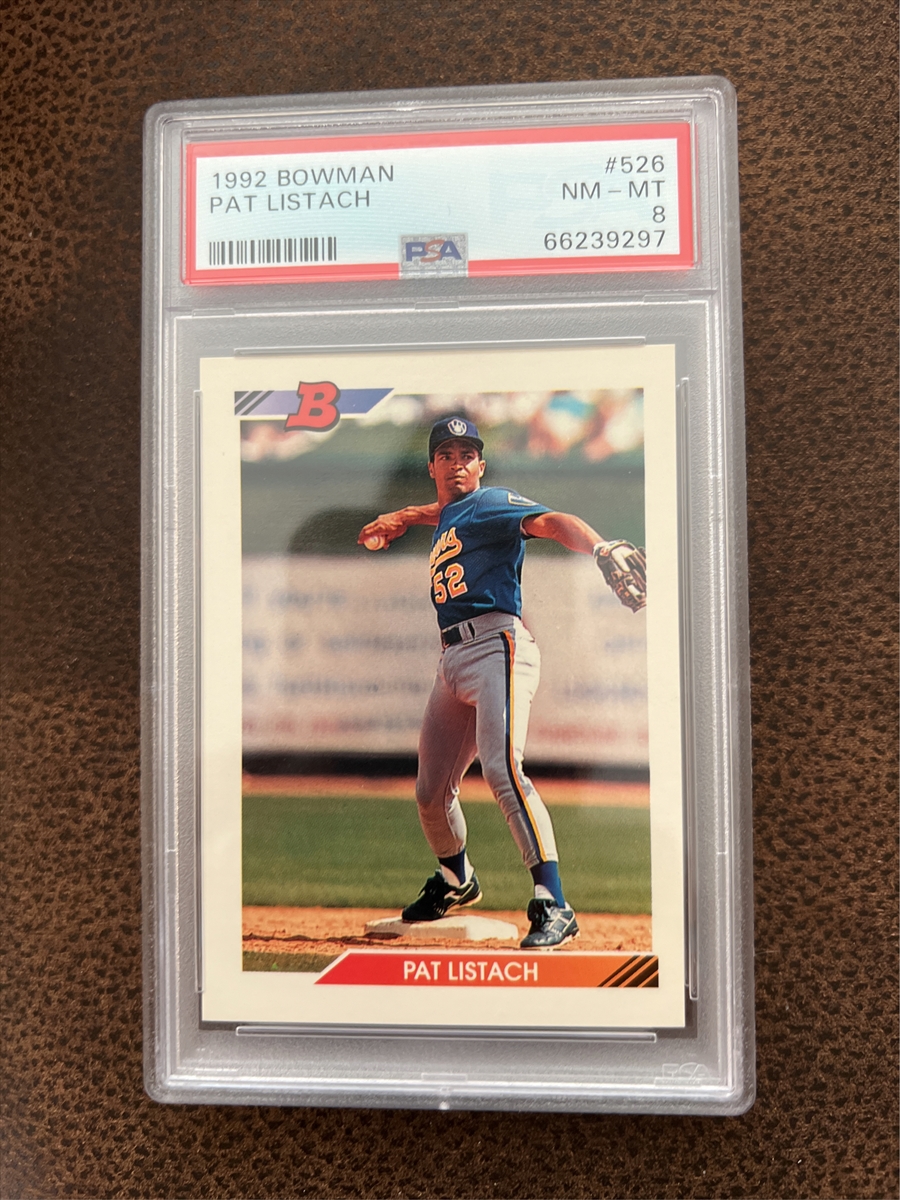 1992 BOWMAN
PAT LISTACH
#526
NM - MT
8
66239297
PSA
B
52
PAT LISTACH